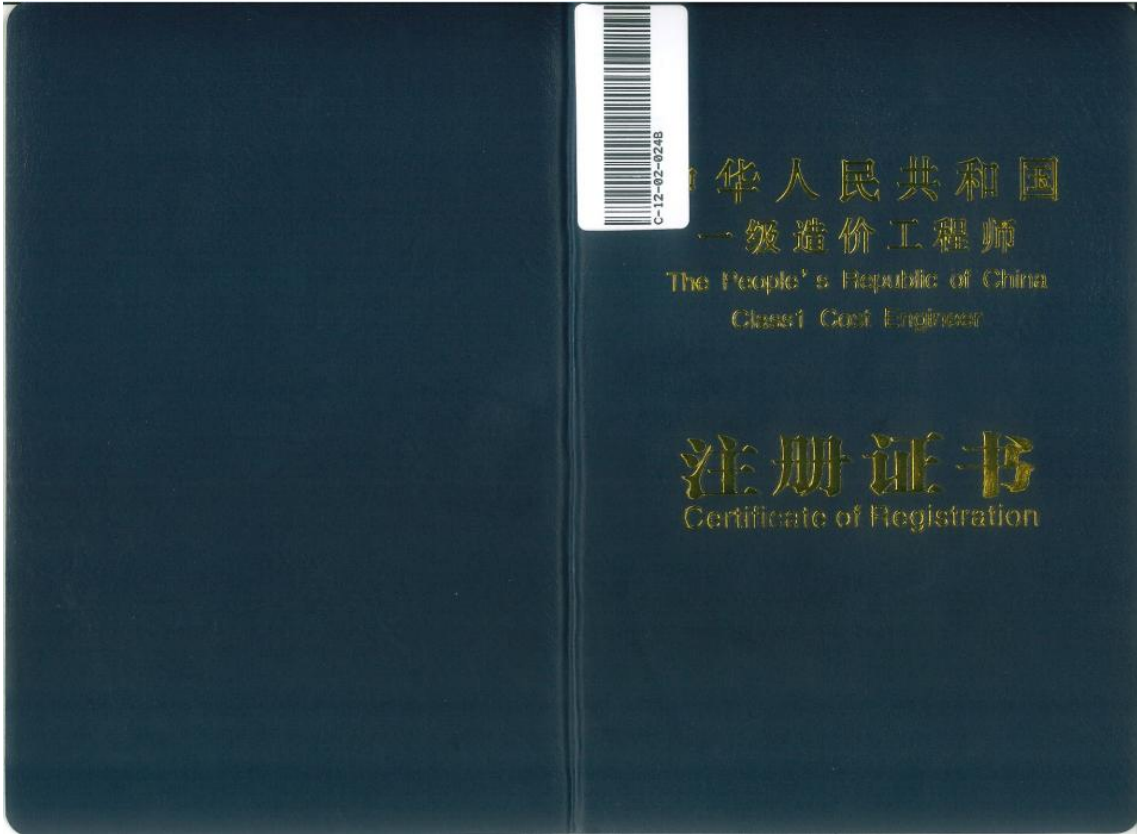 C-12-02-0248
华人民共和国
一级造价工程师
The People's Republic of China
Class1 Cost Engineer
注册证书
Certificate of Registration